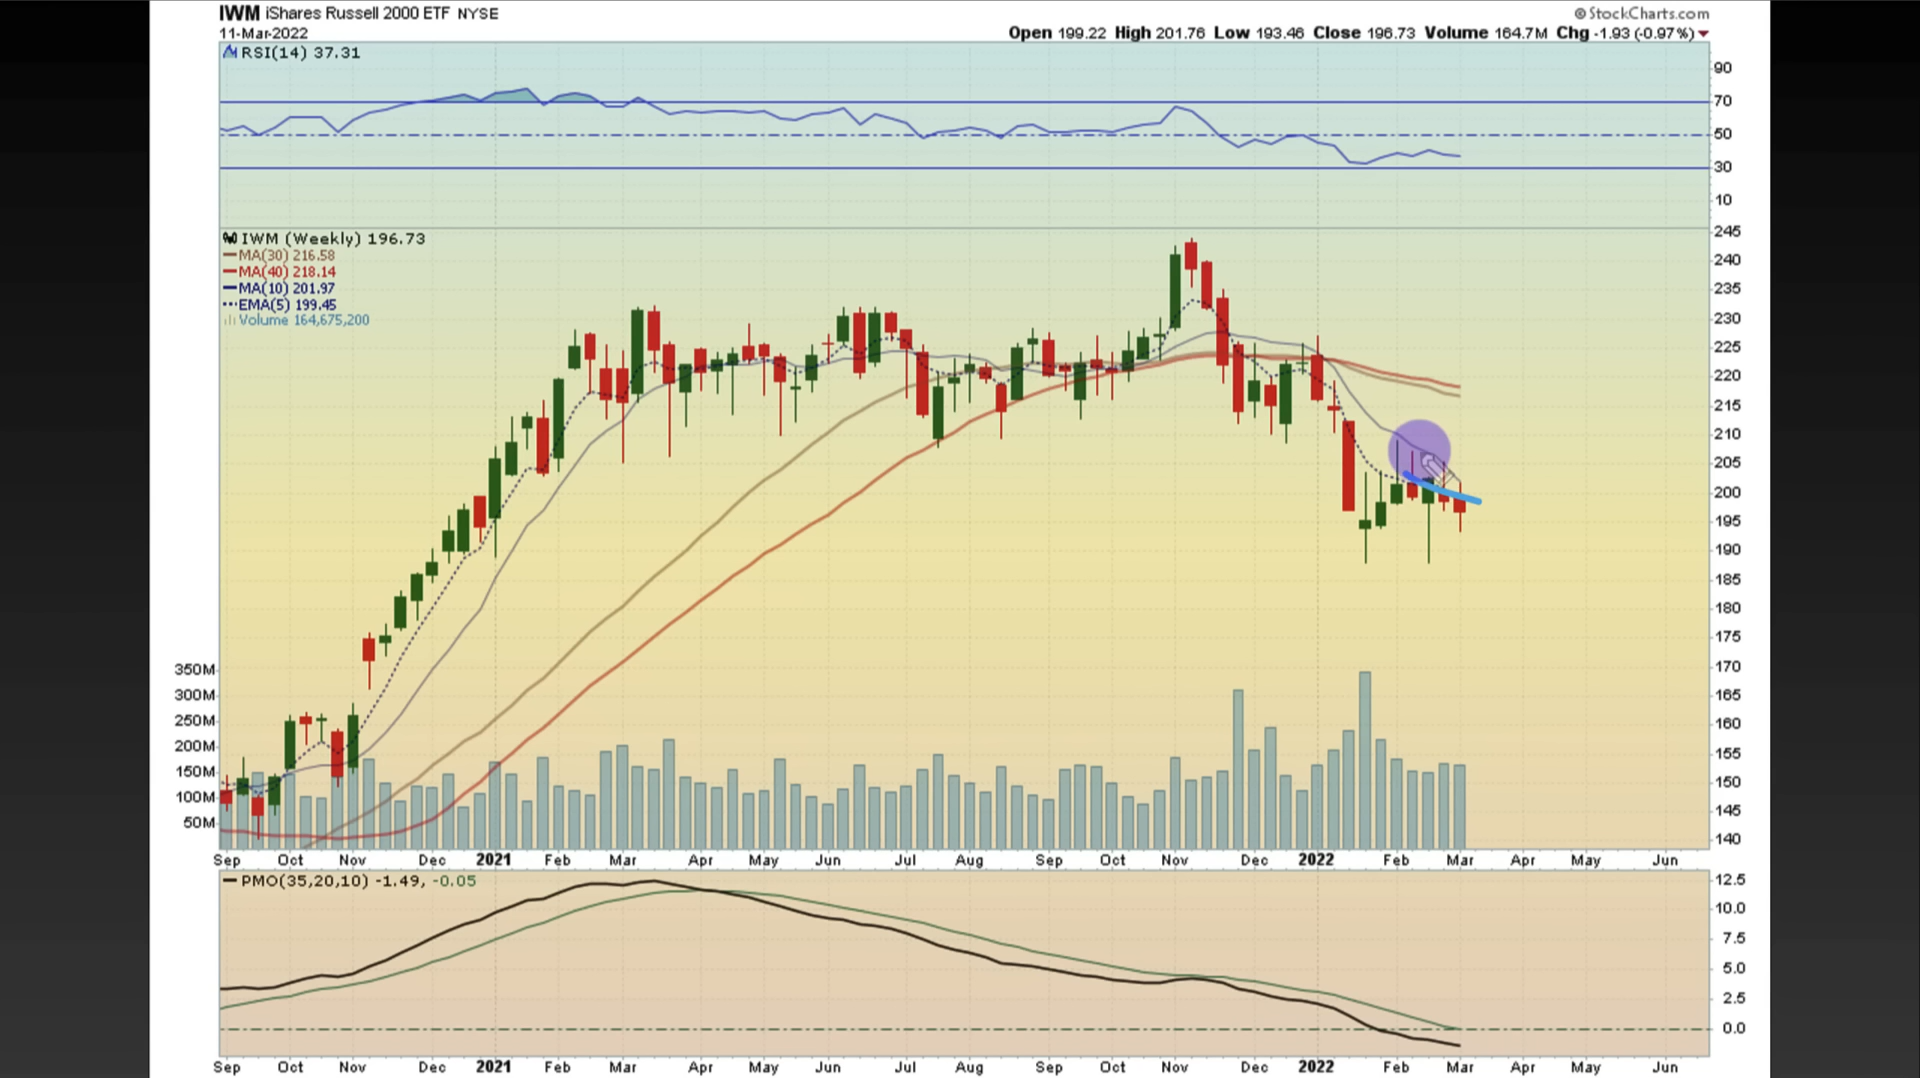 IWM iShares Russell 2000 ETF NYSE
© StockCharts.com
11-Mar-2022
Open 199.22 High 201.76 Low 193.46 Close 196.73 Volume 164.7M Chg -1.93 (-0.97%)
RSI(14) 37.31
90
70
50
30
10
IWM (Weekly) 196.73
MA(30) 216.58
MA(40) 218.14
MA(10) 201.97
EMA(5) 199.45
Volume 164,675,200
245
240
235
230
225
220
215
210
205
200
195
190
185
180
175
170
165
160
155
150
145
140
350M
300M
250M
200M
150M
100M
50M
Sep Oct Nov Dec 2021 Feb Mar Apr May Jun Jul Aug Sep Oct Nov Dec 2022 Feb Mar Apr May Jun
PMO(35,20,10) -1.49, -0.05
12.5
10.0
7.5
5.0
2.5
0.0
Sep Oct Nov Dec 2021 Feb Mar Apr May Jun Jul Aug Sep Oct Nov Dec 2022 Feb Mar Apr May Jun